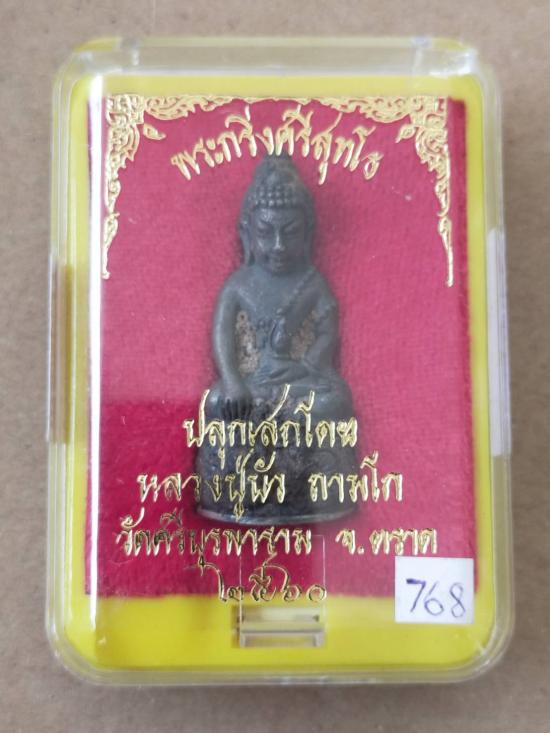 พระกริ่งศรีสุทโธ
ปลุกเสกโดย
หลวงปู่บัว ถามโก
วัดศรีบุรพาราม จ.ตราด
๒๕๖๐
768